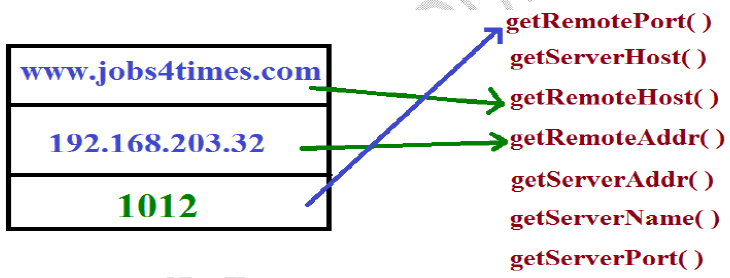 www.jobs4times.com
192.168.203.32
1012
getRemotePort( )
getServerHost( )
getRemoteHost( )
getRemoteAddr( )
getServerAddr( )
getServerName( )
getServerPort( )